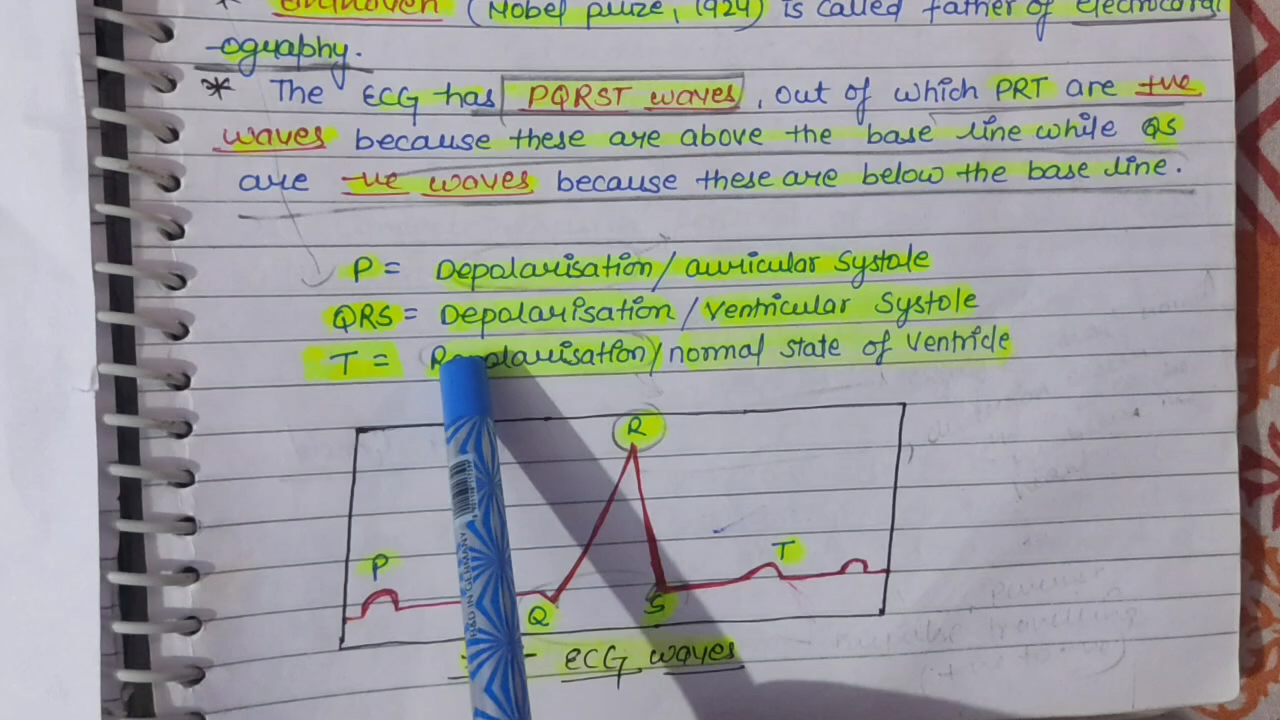 * Einthoven (Nobel prize, 1924) is called father of electrocardi
-ography.
* The ECG has PQRST waves, out of which PRT are +ve
waves because these are above the base line while QS
are -ve waves because these are below the base line.
P = Depolarisation / auricular systole
QRS = Depolarisation / ventricular systole
T = Repolarisation / normal state of ventricle
R
P
T
Q
S
ECG waves